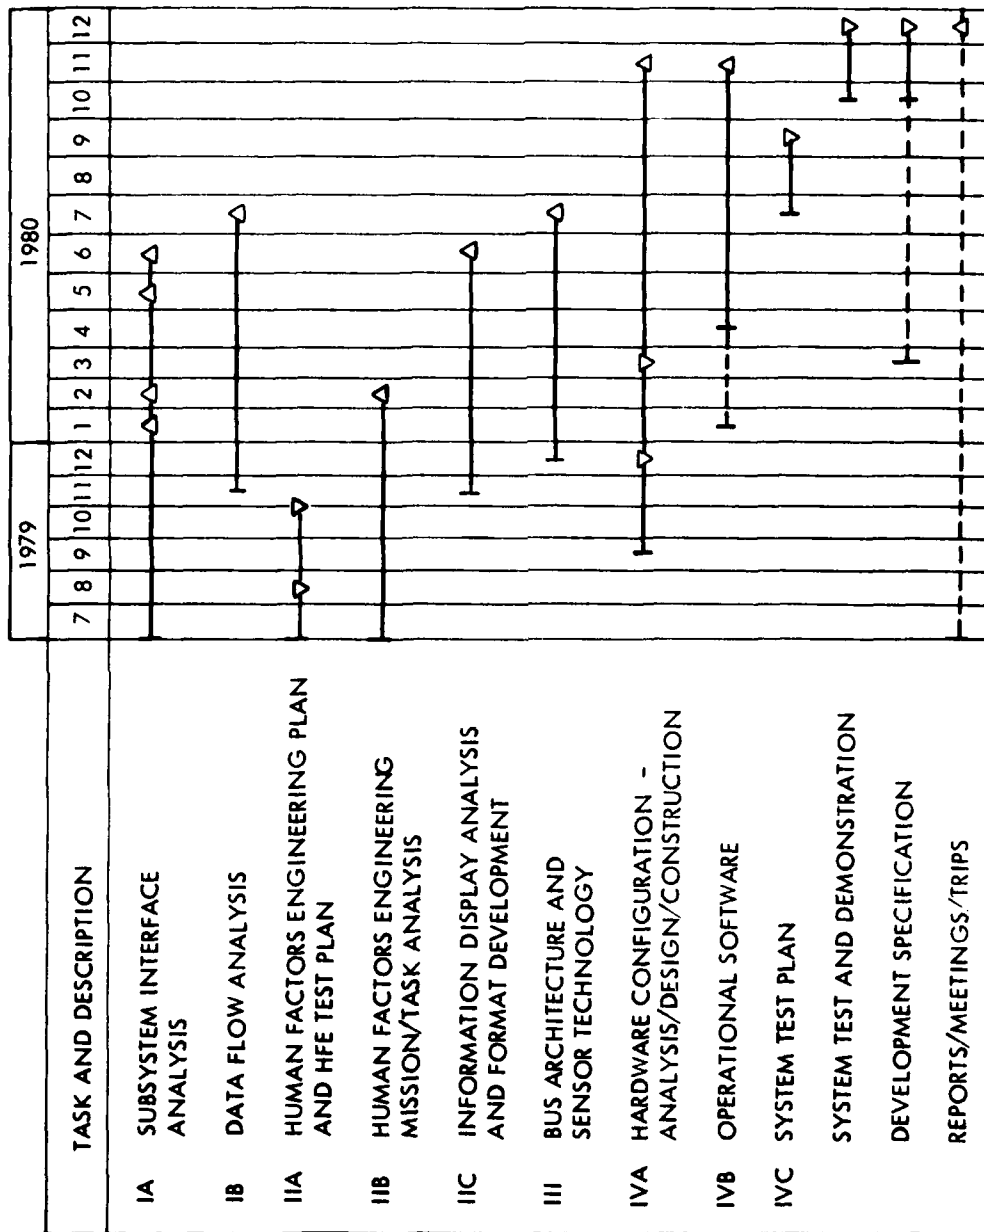 1979 1980
TASK AND DESCRIPTION 7 8 9 10 11 12 1 2 3 4 5 6 7 8 9 10 11 12
IA SUBSYSTEM INTERFACE
ANALYSIS
IB DATA FLOW ANALYSIS
IIA HUMAN FACTORS ENGINEERING PLAN
AND HFE TEST PLAN
IIB HUMAN FACTORS ENGINEERING
MISSION/TASK ANALYSIS
IIC INFORMATION DISPLAY ANALYSIS
AND FORMAT DEVELOPMENT
III BUS ARCHITECTURE AND
SENSOR TECHNOLOGY
IVA HARDWARE CONFIGURATION -
ANALYSIS/DESIGN/CONSTRUCTION
IVB OPERATIONAL SOFTWARE
IVC SYSTEM TEST PLAN
SYSTEM TEST AND DEMONSTRATION
DEVELOPMENT SPECIFICATION
REPORTS/MEETINGS/TRIPS